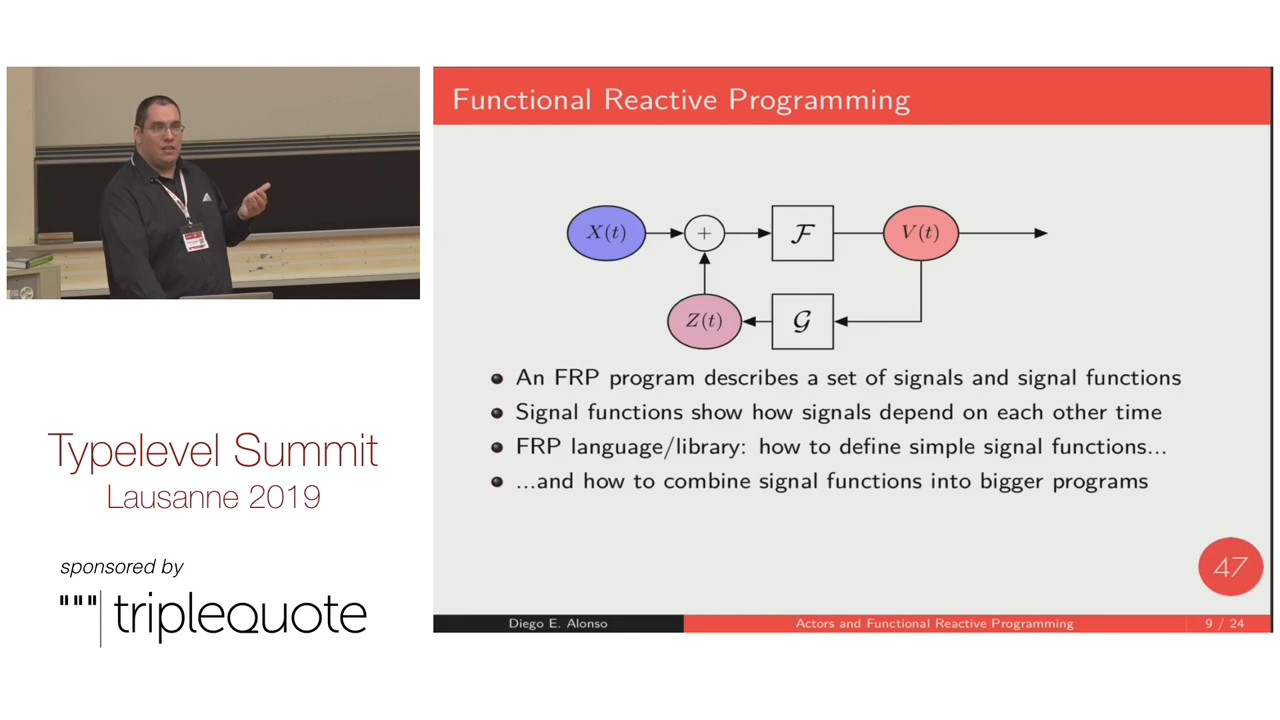 Functional Reactive Programming
X(t)
+
F
V(t)
Z(t)
G
An FRP program describes a set of signals and signal functions
Signal functions show how signals depend on each other time
FRP language/library: how to define simple signal functions...
...and how to combine signal functions into bigger programs
47
Diego E. Alonso
Actors and Functional Reactive Programming
9 / 24
Typelevel Summit
Lausanne 2019
sponsored by
"""|triplequote